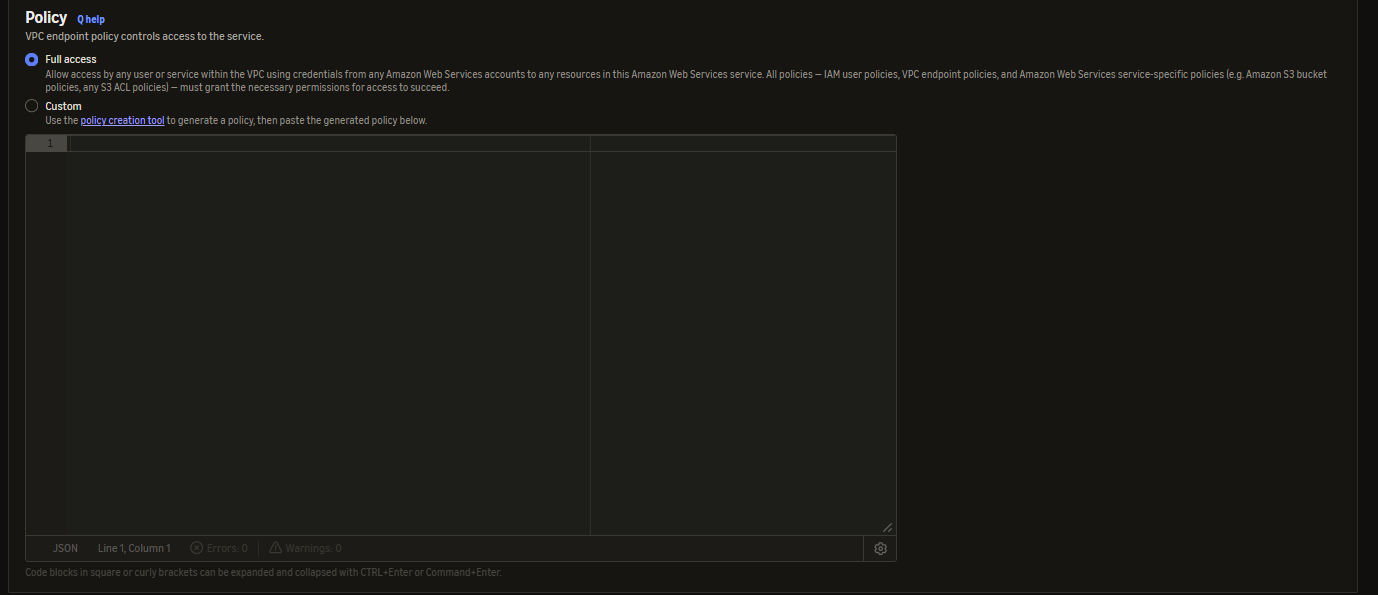 Policy Q help
VPC endpoint policy controls access to the service.
Full access
Allow access by any user or service within the VPC using credentials from any Amazon Web Services accounts to any resources in this Amazon Web Services service. All policies — IAM user policies, VPC endpoint policies, and Amazon Web Services service-specific policies (e.g. Amazon S3 bucket
policies, any S3 ACL policies) — must grant the necessary permissions for access to succeed.
Custom
Use the policy creation tool to generate a policy, then paste the generated policy below.
1
JSON Line 1, Column 1 Errors: 0 Warnings: 0
Code blocks in square or curly brackets can be expanded and collapsed with CTRL+Enter or Command+Enter.